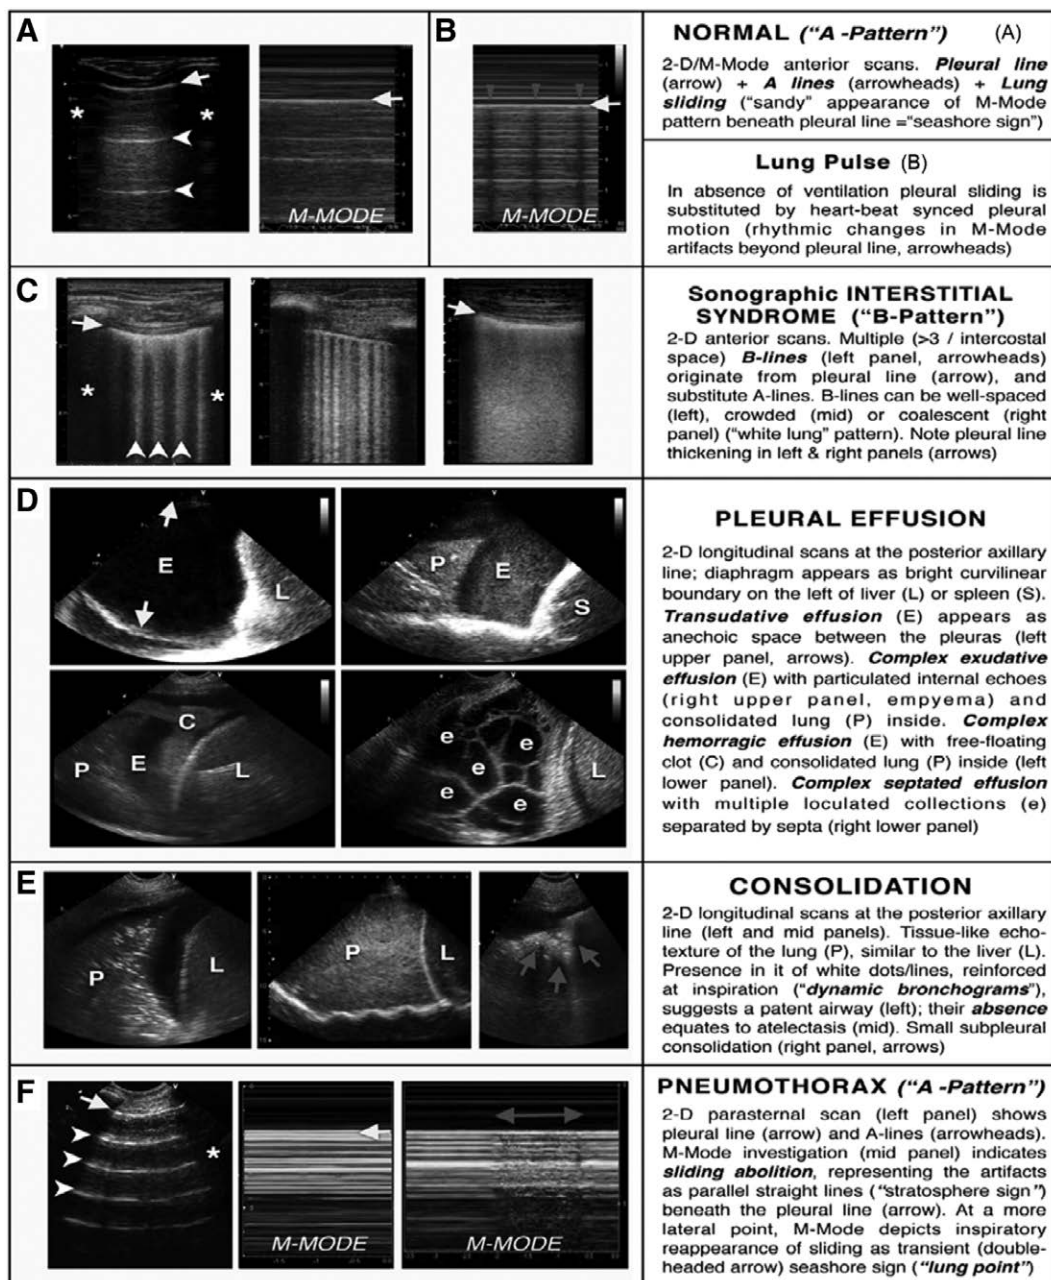 A
B
M-MODE
M-MODE
NORMAL ("A -Pattern") (A)
2-D/M-Mode anterior scans. Pleural line
(arrow) + A lines (arrowheads) + Lung
sliding ("sandy" appearance of M-Mode
pattern beneath pleural line ="seashore sign")
Lung Pulse (B)
In absence of ventilation pleural sliding is
substituted by heart-beat synced pleural
motion (rhythmic changes in M-Mode
artifacts beyond pleural line, arrowheads)
C
Sonographic INTERSTITIAL
SYNDROME ("B-Pattern")
2-D anterior scans. Multiple (>3 / intercostal
space) B-lines (left panel, arrowheads)
originate from pleural line (arrow), and
substitute A-lines. B-lines can be well-spaced
(left), crowded (mid) or coalescent (right
panel) ("white lung" pattern). Note pleural line
thickening in left & right panels (arrows)
D
E
L
P
E
S
C
P
E
L
e
e
e
e
e
L
PLEURAL EFFUSION
2-D longitudinal scans at the posterior axillary
line; diaphragm appears as bright curvilinear
boundary on the left of liver (L) or spleen (S).
Transudative effusion (E) appears as
anechoic space between the pleuras (left
upper panel, arrows). Complex exudative
effusion (E) with particulated internal echoes
(right upper panel, empyema) and
consolidated lung (P) inside. Complex
hemorragic effusion (E) with free-floating
clot (C) and consolidated lung (P) inside (left
lower panel). Complex septated effusion
with multiple loculated collections (e)
separated by septa (right lower panel)
E
P
L
P
L
CONSOLIDATION
2-D longitudinal scans at the posterior axillary
line (left and mid panels). Tissue-like echo-
texture of the lung (P), similar to the liver (L).
Presence in it of white dots/lines, reinforced
at inspiration ("dynamic bronchograms"),
suggests a patent airway (left); their absence
equates to atelectasis (mid). Small subpleural
consolidation (right panel, arrows)
F
M-MODE
M-MODE
PNEUMOTHORAX ("A -Pattern")
2-D parasternal scan (left panel) shows
pleural line (arrow) and A-lines (arrowheads).
M-Mode investigation (mid panel) indicates
sliding abolition, representing the artifacts
as parallel straight lines ("stratosphere sign")
beneath the pleural line (arrow). At a more
lateral point, M-Mode depicts inspiratory
reappearance of sliding as transient (double-
headed arrow) seashore sign ("lung point")